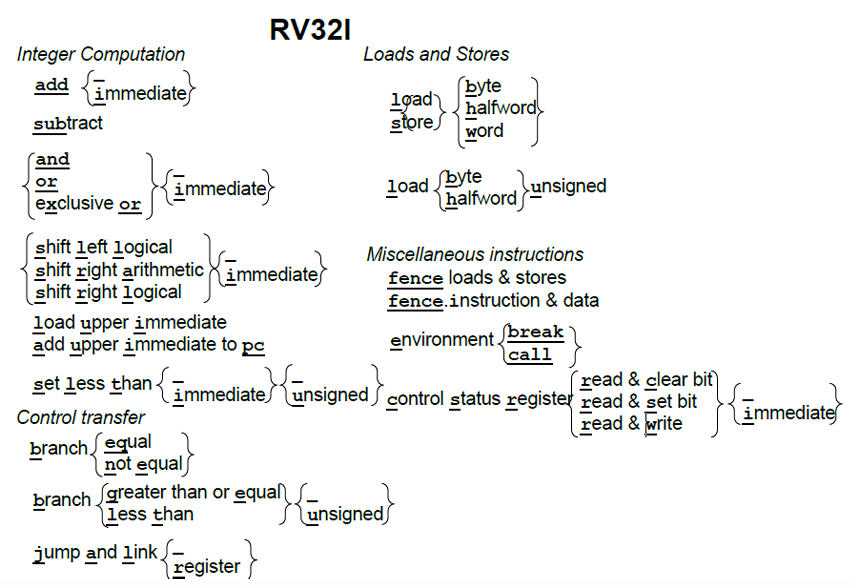 RV32I
Integer Computation
add { _ immediate }
subtract
{ and or exclusive or } { _ immediate }
{ shift left logical shift right arithmetic shift right logical } { _ immediate }
load upper immediate
add upper immediate to pc
set less than { _ immediate } { _ unsigned }
Control transfer
branch { equal not equal }
branch { greater than or equal less than } { _ unsigned }
jump and link { _ register }
Loads and Stores
load store } { byte halfword word }
load { byte halfword } unsigned
Miscellaneous instructions
fence loads & stores
fence.instruction & data
environment { break call }
control status register { read & clear bit read & set bit read & write } { _ immediate }